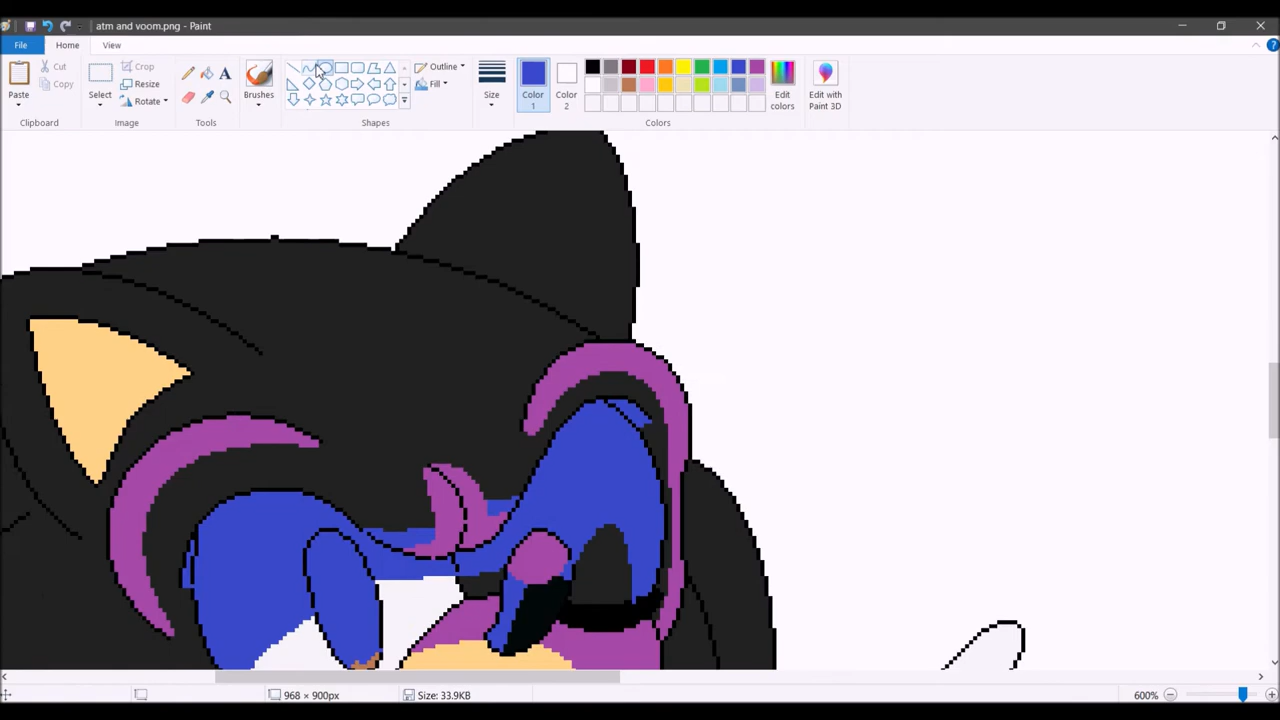 atm and voom.png - Paint
File Home View
Paste
Cut
Copy
Clipboard
Select
Crop
Resize
Rotate
Image
A
Tools
Brushes
Outline
Fill
Shapes
Size
Color 1
Color 2
Edit colors
Colors
Edit with Paint 3D
968 × 900px
Size: 33.9KB
600%